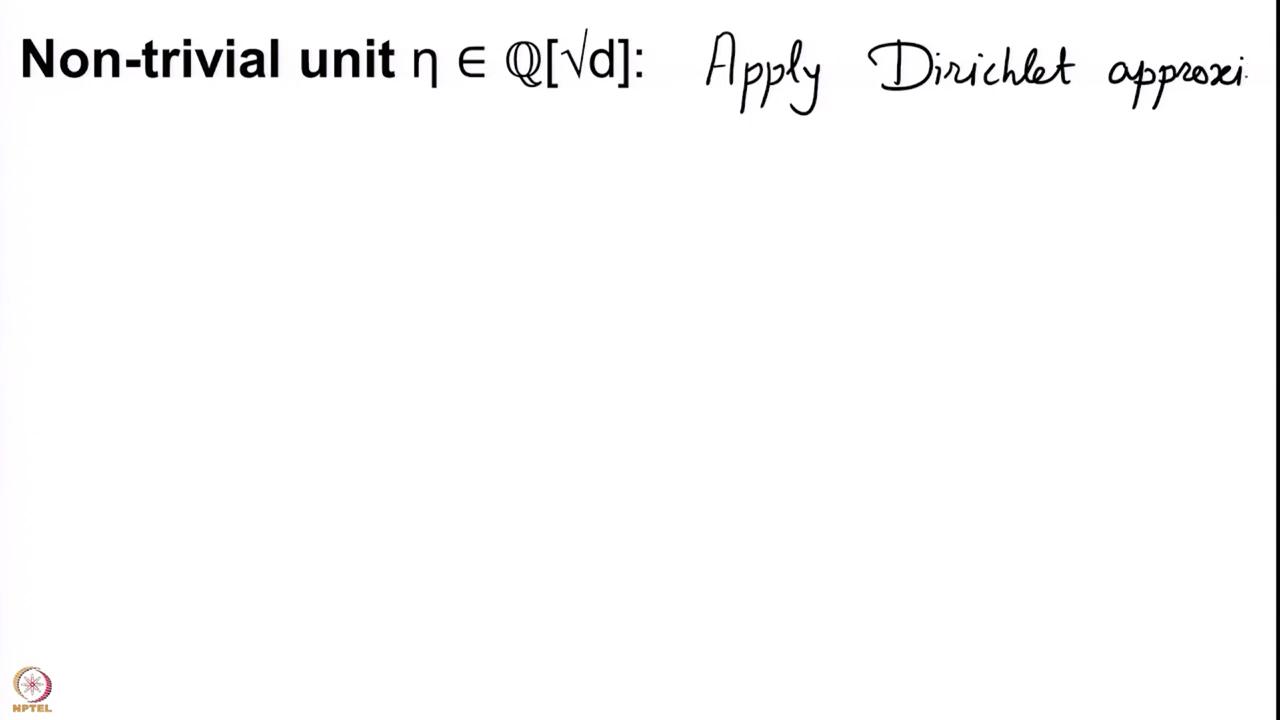 Non-trivial unit η ∈ ℚ[√d]: Apply Dirichlet approxi
NPTEL